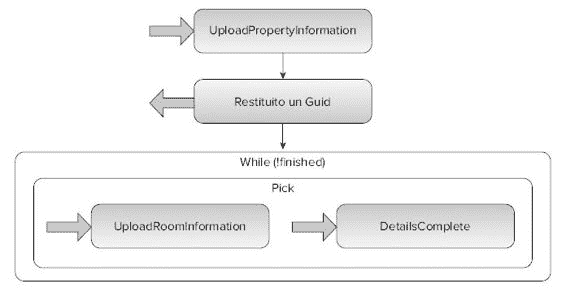 UploadPropertyInformation
Restituito un Guid
While (!finished)
Pick
UploadRoomInformation
DetailsComplete